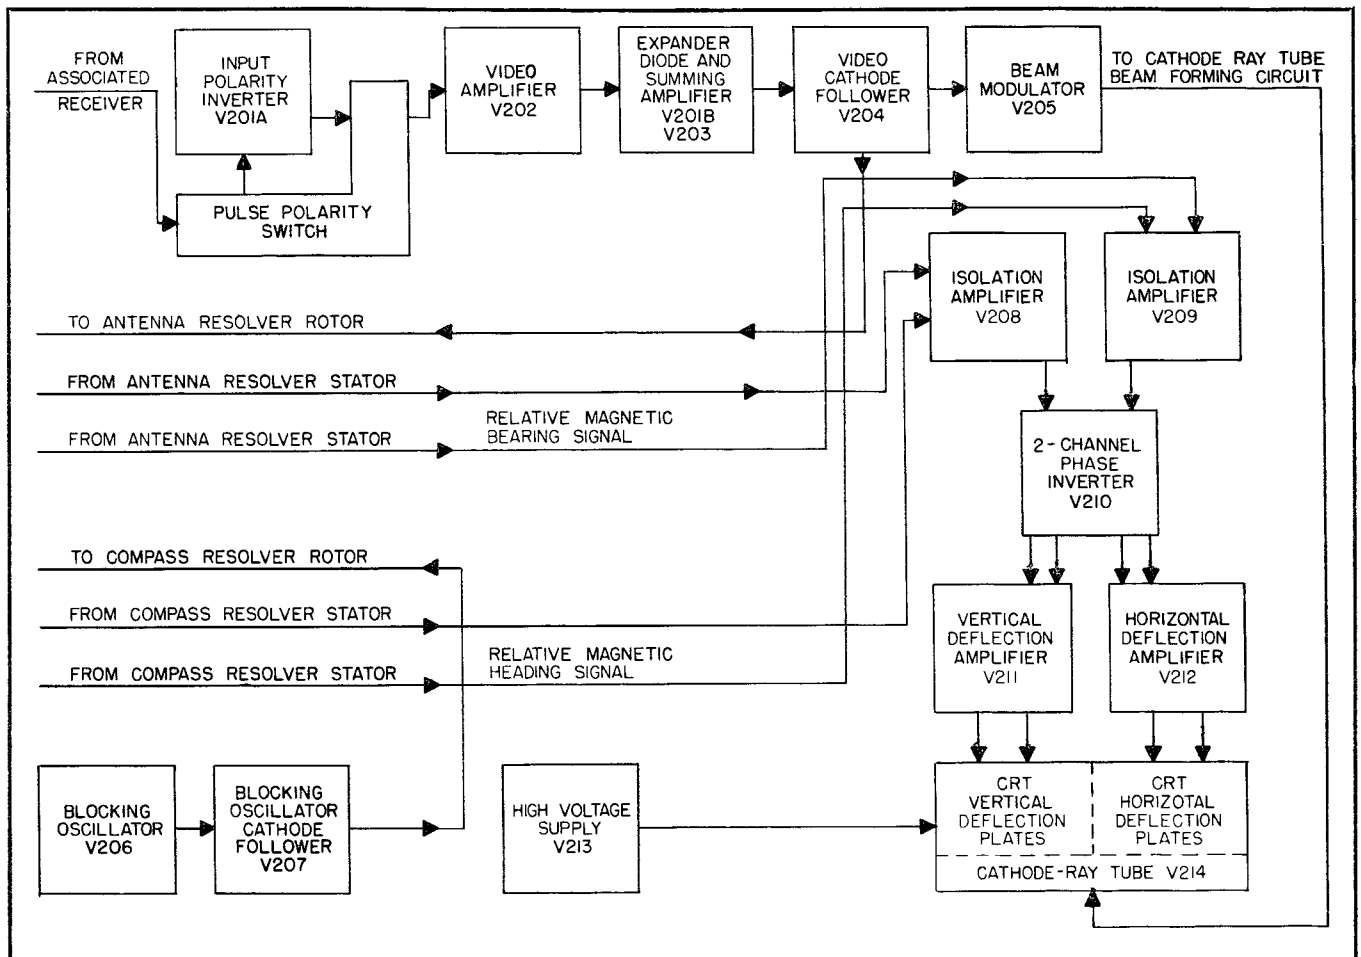 FROM
ASSOCIATED
RECEIVER
INPUT
POLARITY
INVERTER
V201A
PULSE POLARITY
SWITCH
VIDEO
AMPLIFIER
V202
EXPANDER
DIODE AND
SUMMING
AMPLIFIER
V201B
V203
VIDEO
CATHODE
FOLLOWER
V204
BEAM
MODULATOR
V205
TO CATHODE RAY TUBE
BEAM FORMING CIRCUIT
ISOLATION
AMPLIFIER
V208
ISOLATION
AMPLIFIER
V209
TO ANTENNA RESOLVER ROTOR
FROM ANTENNA RESOLVER STATOR
FROM ANTENNA RESOLVER STATOR
RELATIVE MAGNETIC
BEARING SIGNAL
2-CHANNEL
PHASE
INVERTER
V210
TO COMPASS RESOLVER ROTOR
FROM COMPASS RESOLVER STATOR
FROM COMPASS RESOLVER STATOR
RELATIVE MAGNETIC
HEADING SIGNAL
VERTICAL
DEFLECTION
AMPLIFIER
V211
HORIZONTAL
DEFLECTION
AMPLIFIER
V212
BLOCKING
OSCILLATOR
V206
BLOCKING
OSCILLATOR
CATHODE
FOLLOWER
V207
HIGH VOLTAGE
SUPPLY
V213
CRT
VERTICAL
DEFLECTION
PLATES
CRT
HORIZOTAL
DEFLECTION
PLATES
CATHODE-RAY TUBE V214